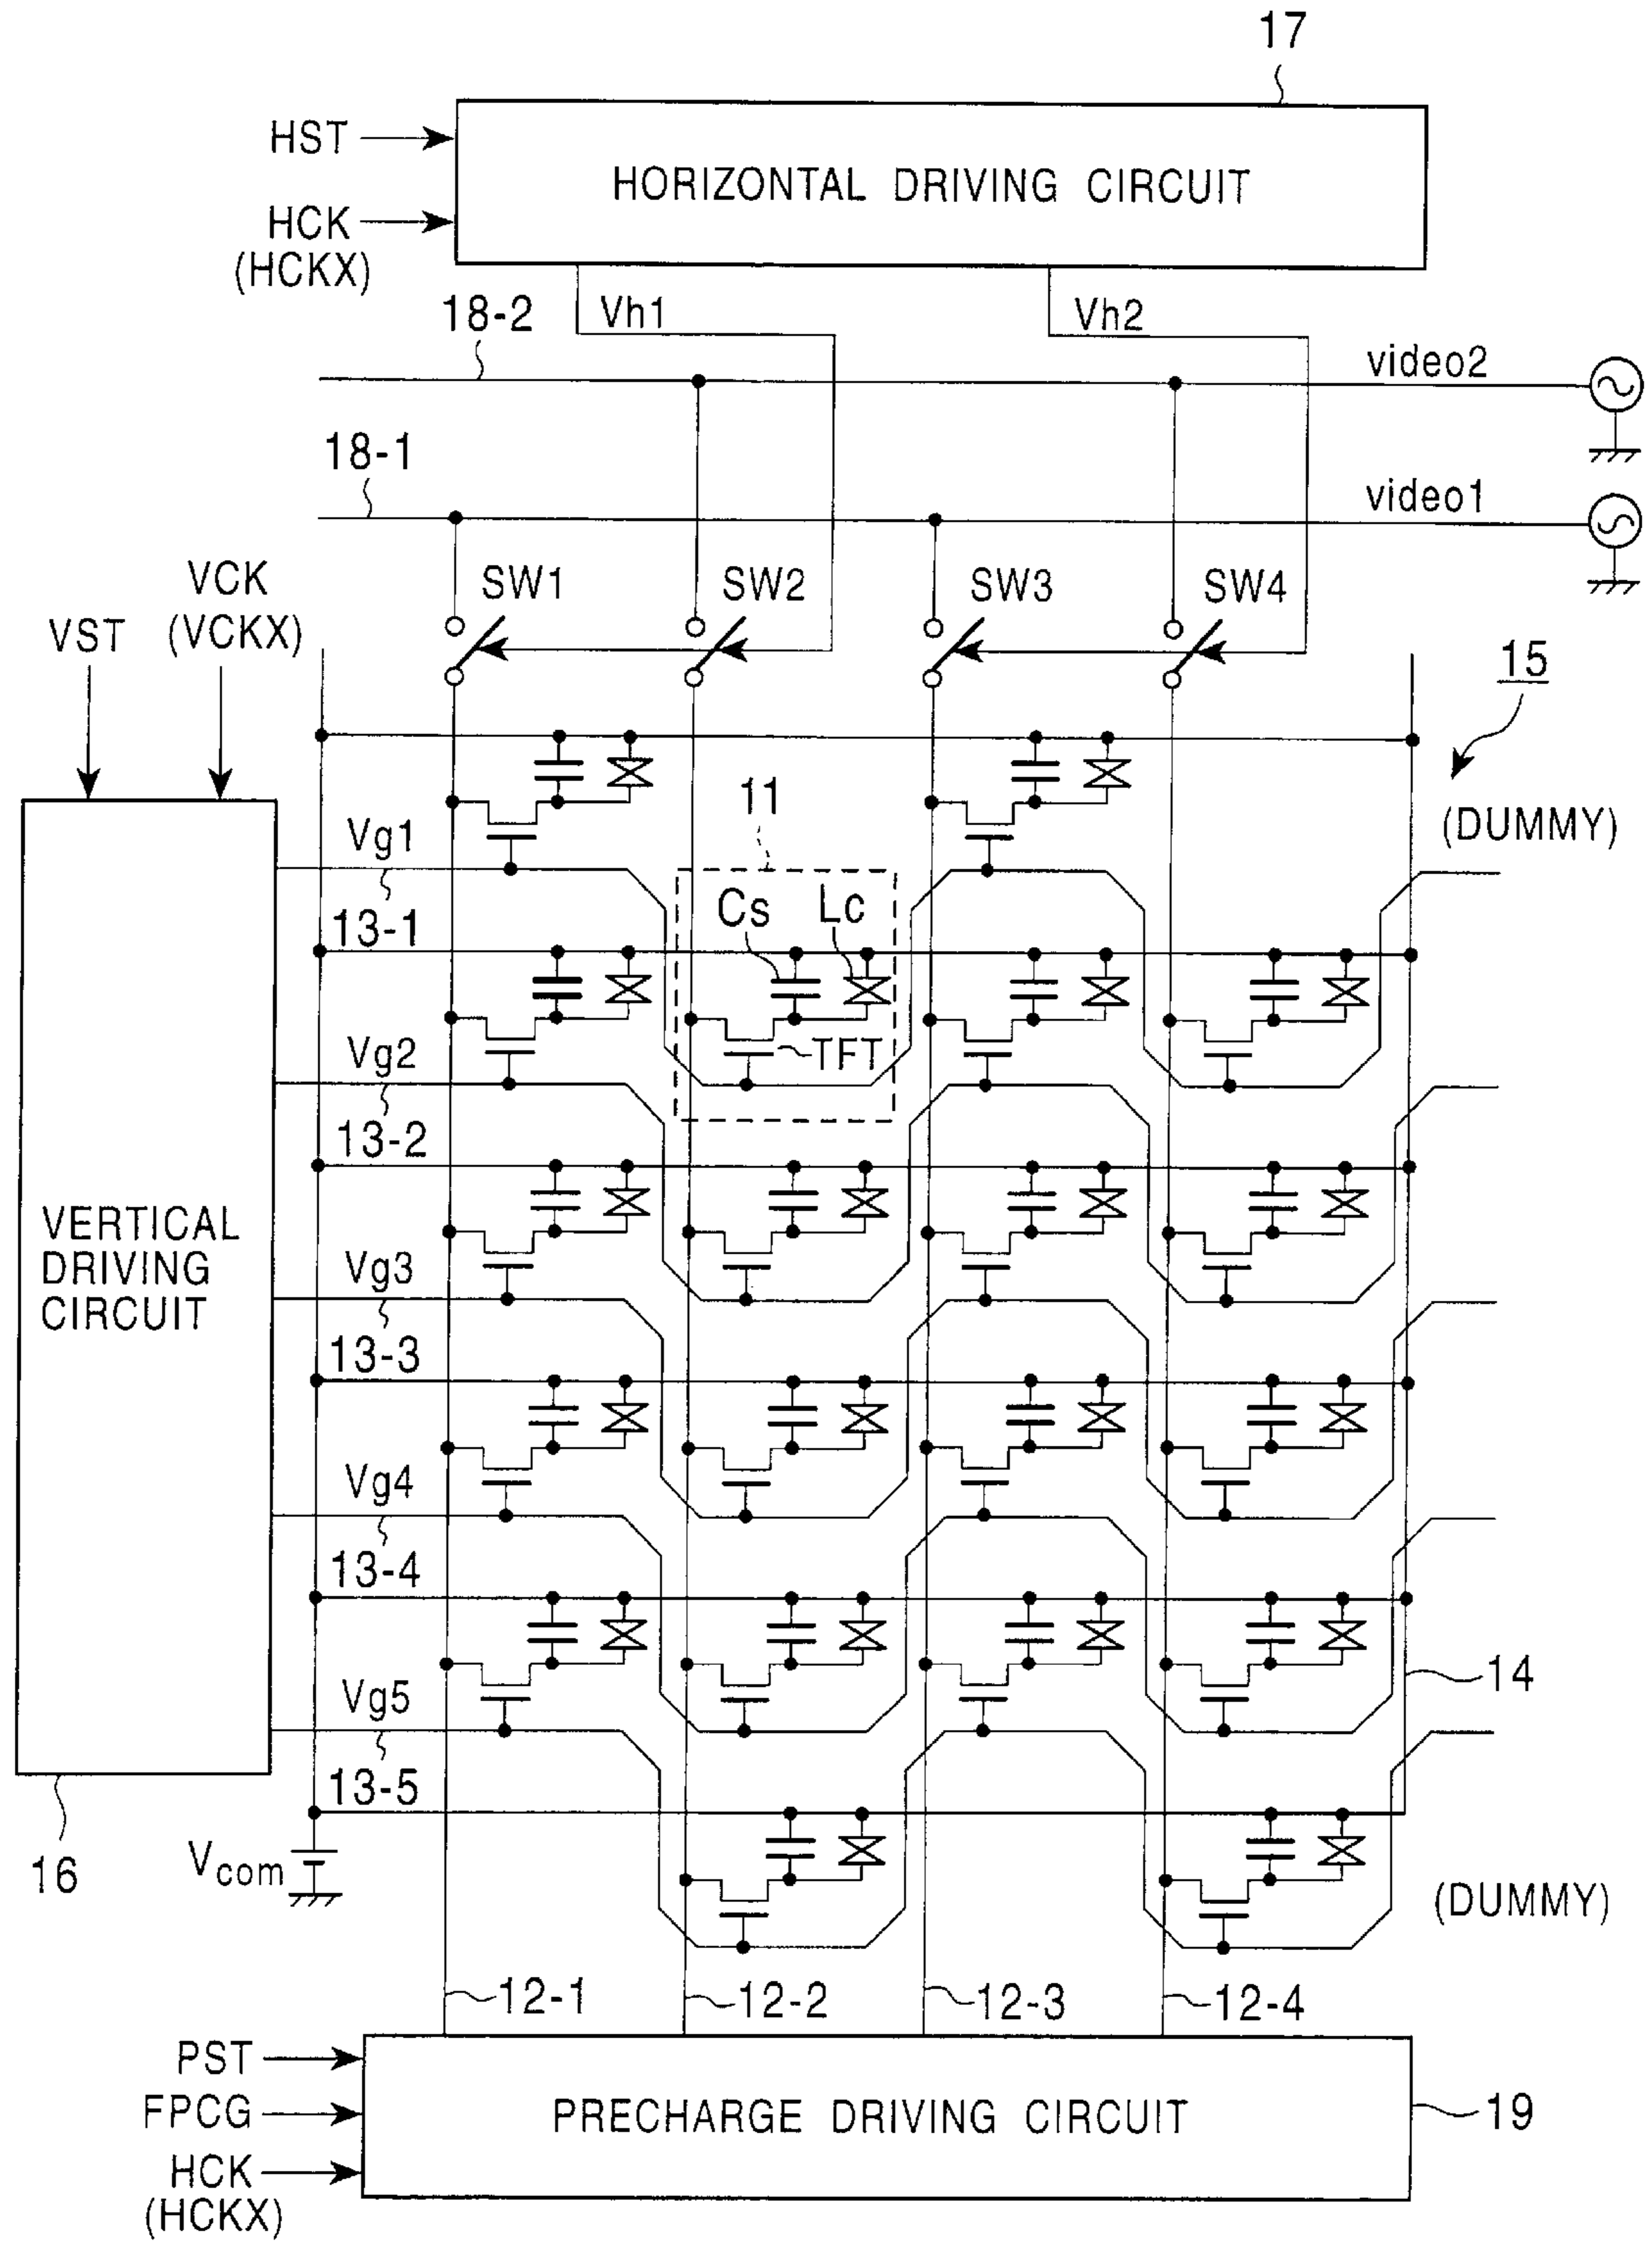 17
HST
HORIZONTAL DRIVING CIRCUIT
HCK
(HCKX)
Vh1
Vh2
18-2
video2
18-1
video1
VCK
(VCKX)
VST
SW1
SW2
SW3
SW4
15
(DUMMY)
11
Vg1
13-1
Cs
Lc
TFT
Vg2
13-2
VERTICAL
DRIVING
CIRCUIT
Vg3
13-3
Vg4
13-4
14
Vg5
13-5
16
Vcom
(DUMMY)
12-1
12-2
12-3
12-4
PST
FPCG
PRECHARGE DRIVING CIRCUIT
19
HCK
(HCKX)